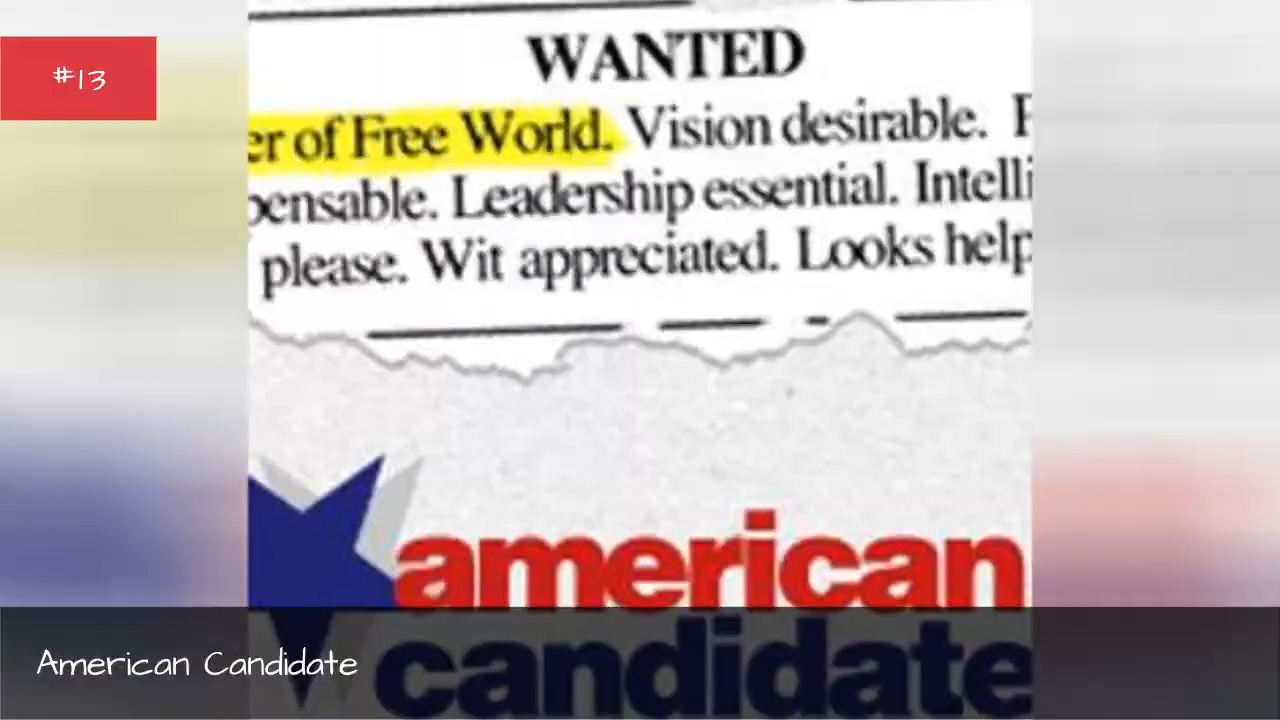 #13
WANTED
er of Free World. Vision desirable.
pensable. Leadership essential. Intelli
please. Wit appreciated. Looks help
american
candidate
American Candidate